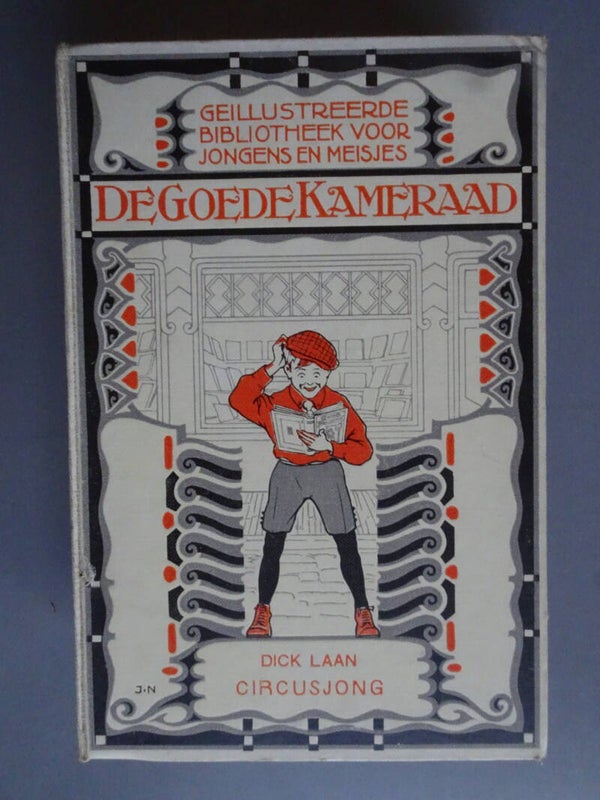 GEILLUSTREERDE
BIBLIOTHEEK VOOR
JONGENS EN MEISJES
DE GOEDE KAMERAAD
DICK LAAN
CIRCUSJONG
J.N